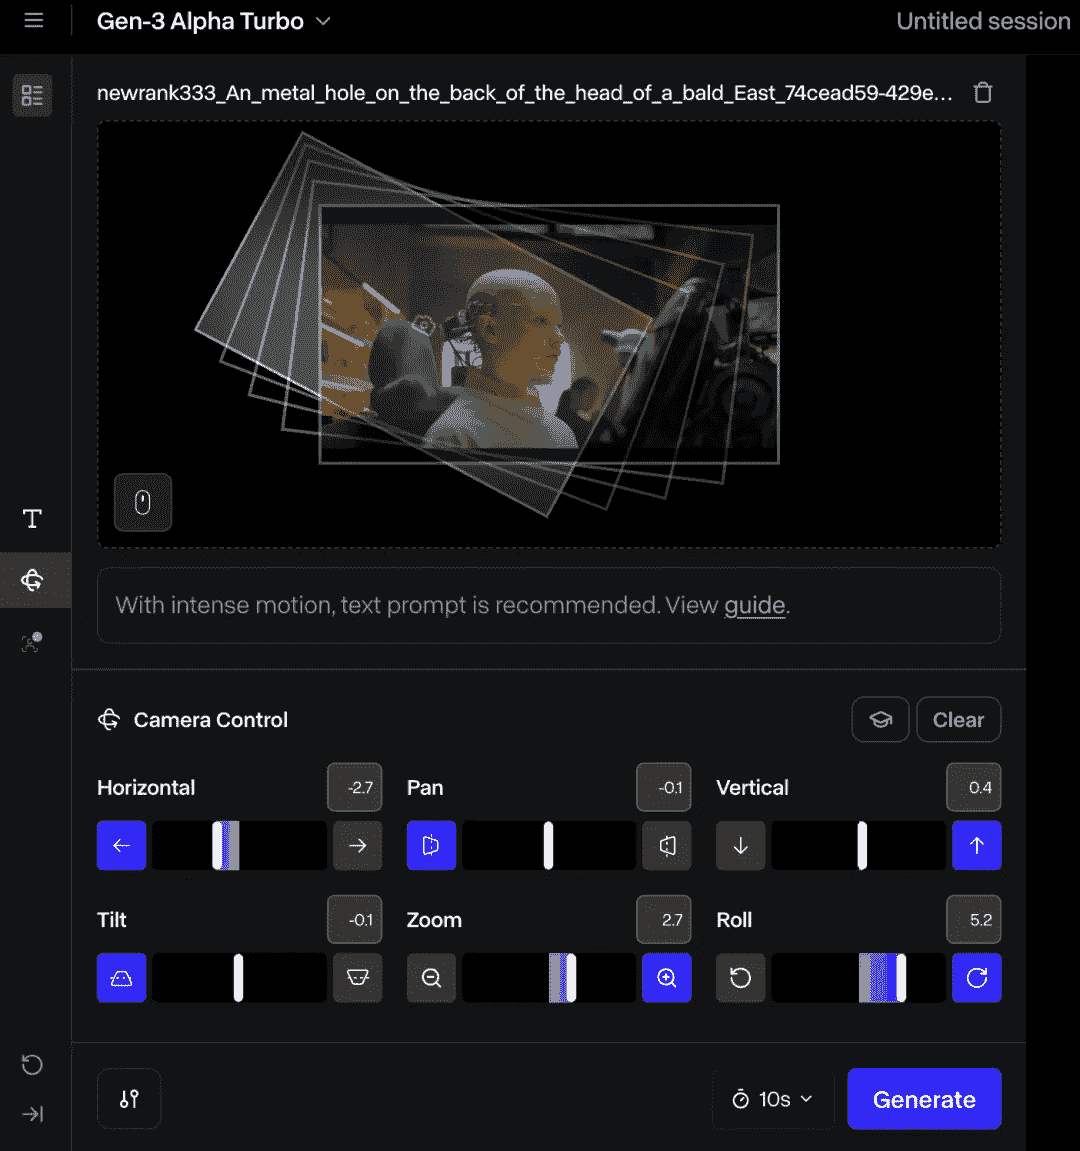 Gen-3 Alpha Turbo
Untitled session
newrank333_An_metal_hole_on_the_back_of_the_head_of_a_bald_East_74cead59-429e...
T
With intense motion, text prompt is recommended. View guide.
Camera Control
Clear
Horizontal -2.7 Pan -0.1 Vertical 0.4
Tilt -0.1 Zoom 2.7 Roll 5.2
10s Generate